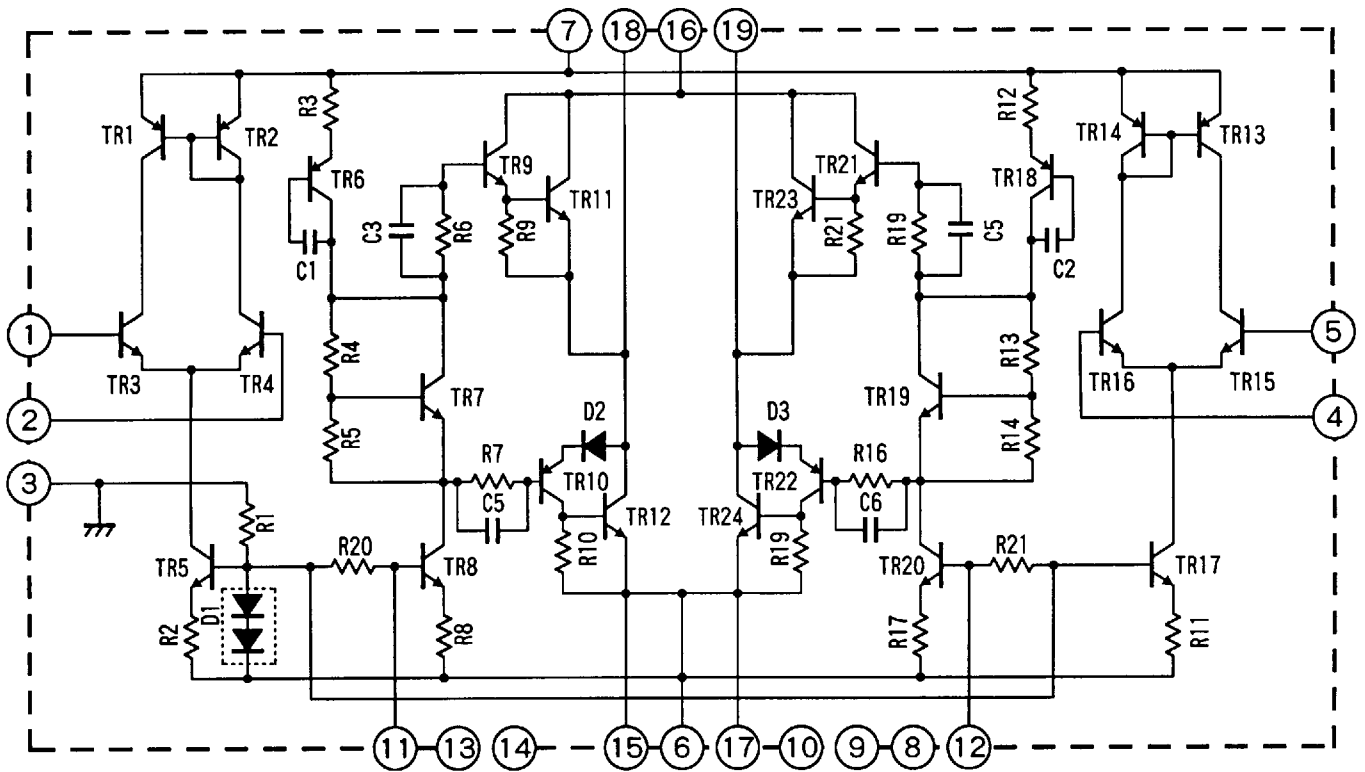 7 18 16 19
R3 R12
TR1 TR2 TR14 TR13
TR9 TR21
TR6 TR18
TR11 TR23
C3 R6 R9 R21 R19 C5
C1 C2
1 5
R4 R13
TR3 TR4 TR16 TR15
TR7 TR19
2 D2 D3 4
R5 R14
R7 R16
3 TR10 TR22
C5 C6
R1 TR12 TR24
R20 R10 R19 R21
TR5 TR8 TR20 TR17
D1
R2 R8 R17 R11
11 13 14 15 6 17 10 9 8 12